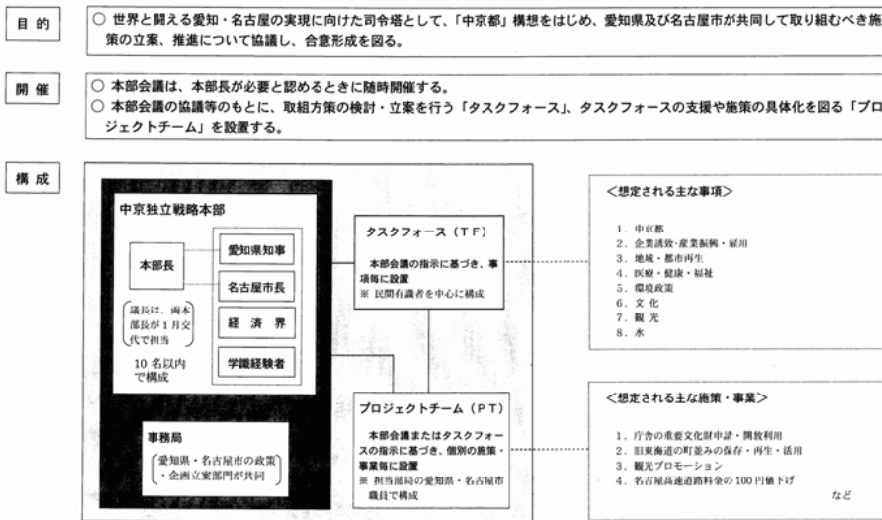 目 的
○ 世界と闘える愛知・名古屋の実現に向けた司令塔として、「中京都」構想をはじめ、愛知県及び名古屋市が共同して取り組むべき施
策の立案、推進について協議し、合意形成を図る。
開 催
○ 本部会議は、本部長が必要と認めるときに随時開催する。
○ 本部会議の協議等のもとに、取組方策の検討・立案を行う「タスクフォース」、タスクフォースの支援や施策の具体化を図る「プロ
ジェクトチーム」を設置する。
構 成
中京独立戦略本部
本部長
愛知県知事
名古屋市長
経 済 界
学識経験者
議長は、両本
部長が1月交
代で担当
10 名以内
で構成
事務局
愛知県・名古屋市の政策
・企画立案部門が共同
タスクフォース(TF)
本部会議の指示に基づき、事
項毎に設置
※ 民間有識者を中心に構成
プロジェクトチーム(PT)
本部会議またはタスクフォー
スの指示に基づき、個別の施策・
事業毎に設置
※ 担当部局の愛知県・名古屋市
職員で構成
<想定される主な事項>
1. 中京都
2. 企業誘致・産業振興・雇用
3. 地域・都市再生
4. 医療・健康・福祉
5. 環境政策
6. 文化
7. 観光
8. 水
<想定される主な施策・事業>
1. 庁舎の重要文化財申請・開放利用
2. 旧東海道の町並みの保存・再生・活用
3. 観光プロモーション
4. 名古屋高速道路料金の 100 円値下げ
など